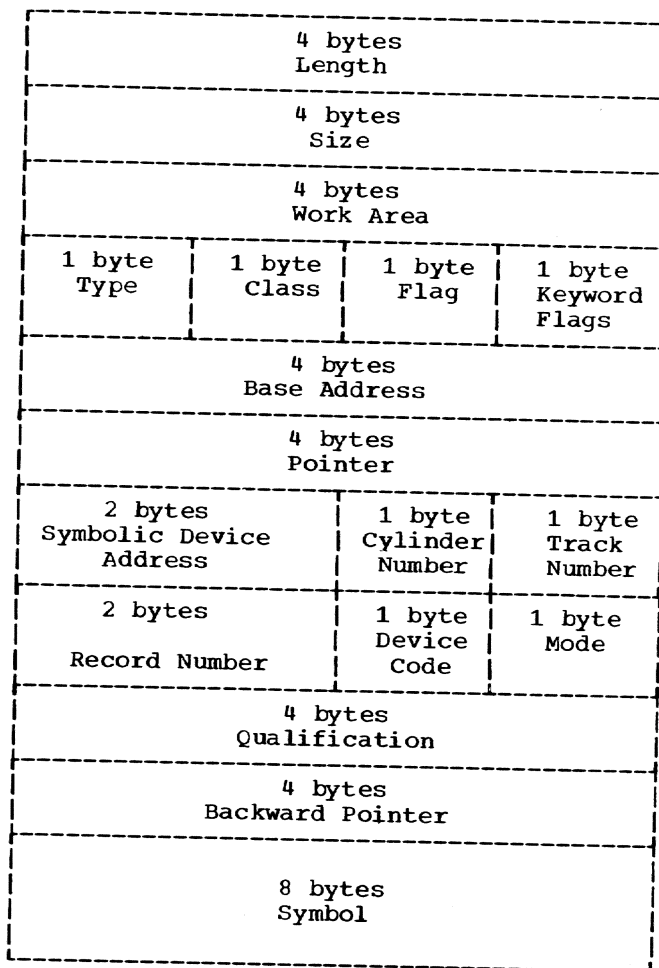 4 bytes
Length
4 bytes
Size
4 bytes
Work Area
1 byte 1 byte 1 byte 1 byte
Type Class Flag Keyword
Flags
4 bytes
Base Address
4 bytes
Pointer
2 bytes 1 byte 1 byte
Symbolic Device Cylinder Track
Address Number Number
2 bytes 1 byte 1 byte
Device Mode
Record Number Code
4 bytes
Qualification
4 bytes
Backward Pointer
8 bytes
Symbol